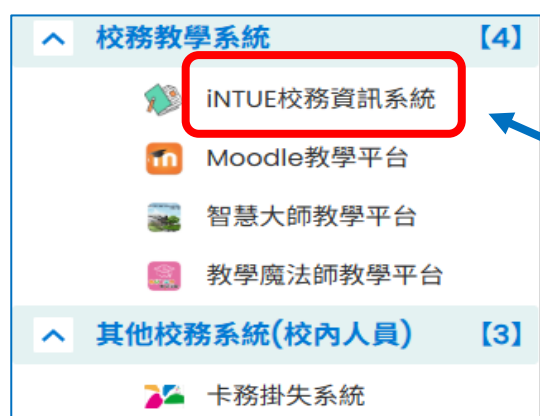 校務教學系統 【4】
iNTUE校務資訊系統
Moodle教學平台
智慧大師教學平台
教學魔法師教學平台
其他校務系統(校內人員) 【3】
卡務掛失系統